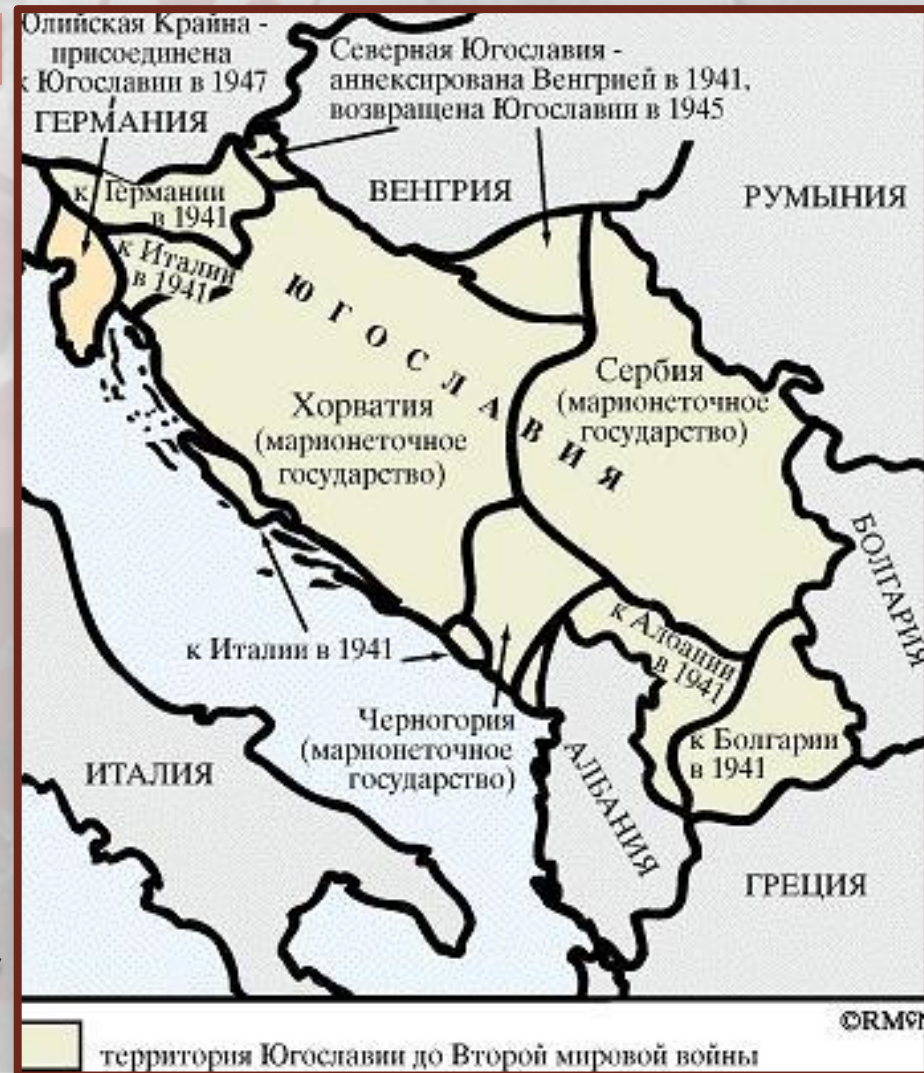 Юлийская Крайна -
присоединена
к Югославии в 1947
Северная Югославия -
аннексирована Венгрией в 1941,
возвращена Югославии в 1945
ГЕРМАНИЯ
ВЕНГРИЯ
РУМЫНИЯ
к Германии
в 1941
к Италии
в 1941
ЮГОСЛАВИЯ
Хорватия
(марионеточное
государство)
Сербия
(марионеточное
государство)
БОЛГАРИЯ
к Италии в 1941
к Албании
в 1941
Черногория
(марионеточное
государство)
к Болгарии
в 1941
ИТАЛИЯ
АЛБАНИЯ
ГРЕЦИЯ
территория Югославии до Второй мировой войны